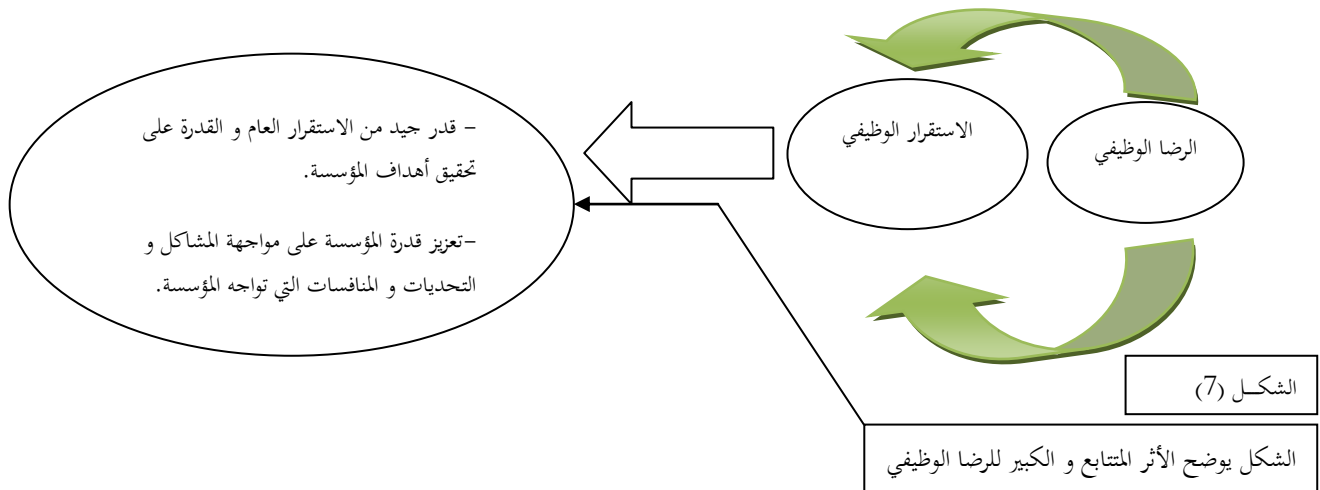 الرضا الوظيفي
الاستقرار الوظيفي
– قدر جيد من الاستقرار العام و القدرة على
تحقيق أهداف المؤسسة.
–تعزيز قدرة المؤسسة على مواجهة المشاكل و
التحديات و المنافسات التي تواجه المؤسسة.
الشكــل (7)
الشكل يوضح الأثر المتتابع و الكبير للرضا الوظيفي